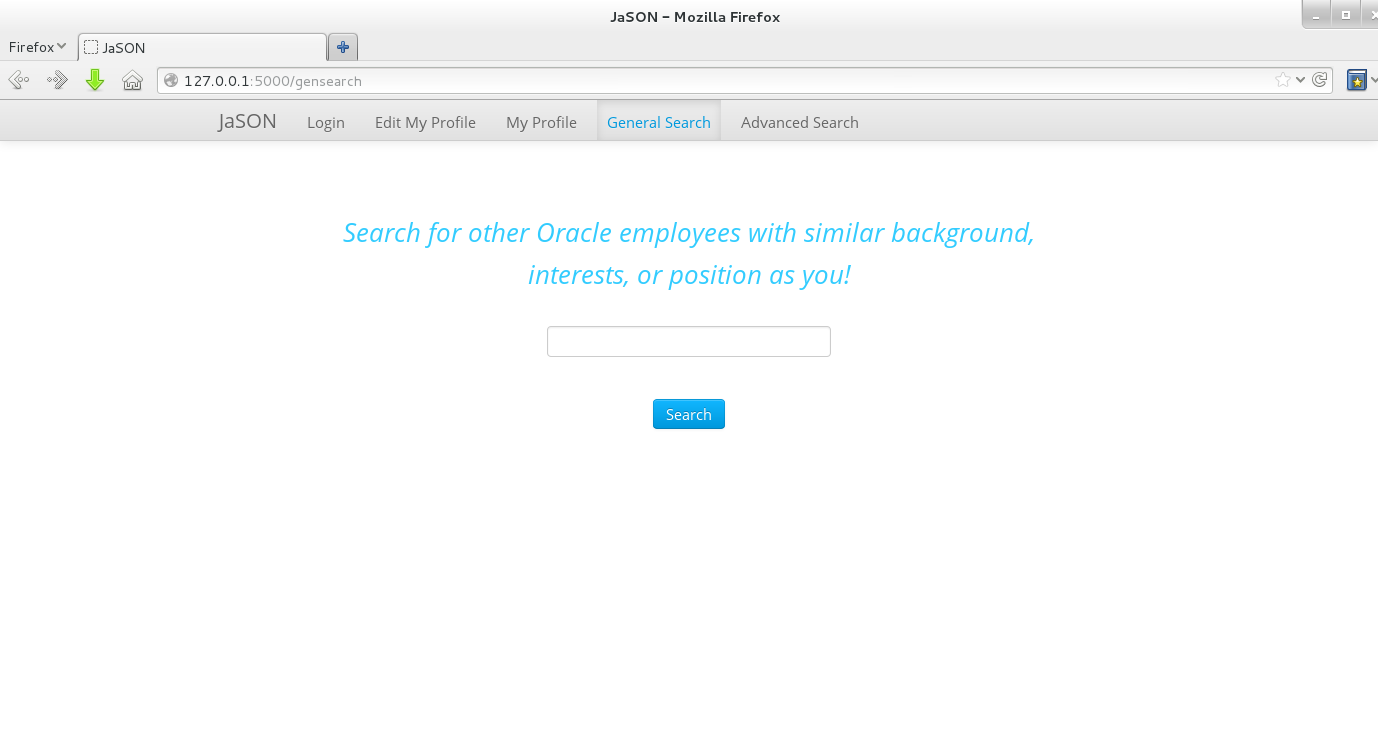 JaSON - Mozilla Firefox
Firefox
JaSON
127.0.0.1:5000/gensearch
JaSON Login Edit My Profile My Profile General Search Advanced Search
Search for other Oracle employees with similar background,
interests, or position as you!
Search